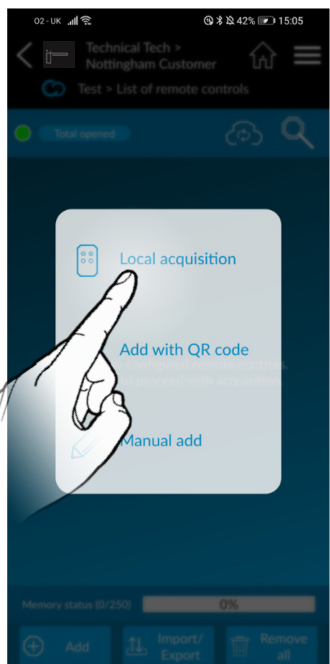 O2 - UK 42% 15:05
Technical Tech >
Nottingham Customer
Test > List of remote controls
Total opened
Local acquisition
Add with QR code
Manual add
Memory status (0/250) 0%
Add
Import/
Export
Remove
all